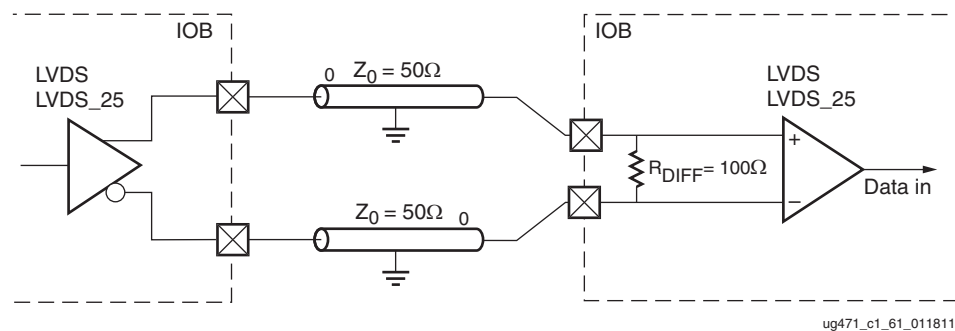 IOB
IOB
LVDS
LVDS_25
0
Z0 = 50Ω
LVDS
LVDS_25
+
RDIFF = 100Ω
Data in
–
Z0 = 50Ω
0
ug471_c1_61_011811